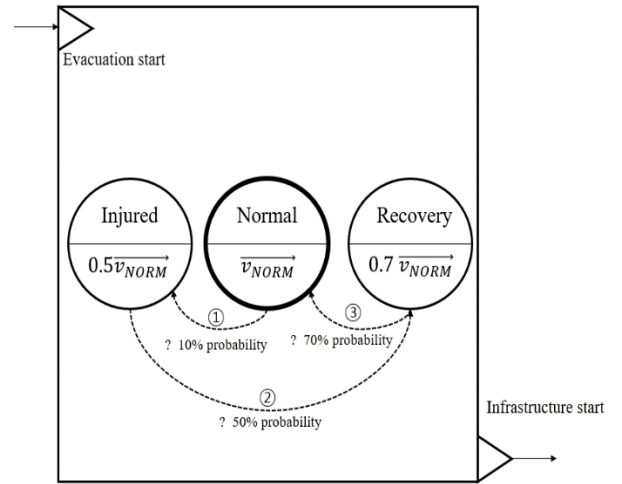 Evacuation start
Injured
Normal
Recovery
0.5v_NORM
v_NORM
0.7 v_NORM
①
③
? 10% probability
? 70% probability
②
? 50% probability
Infrastructure start